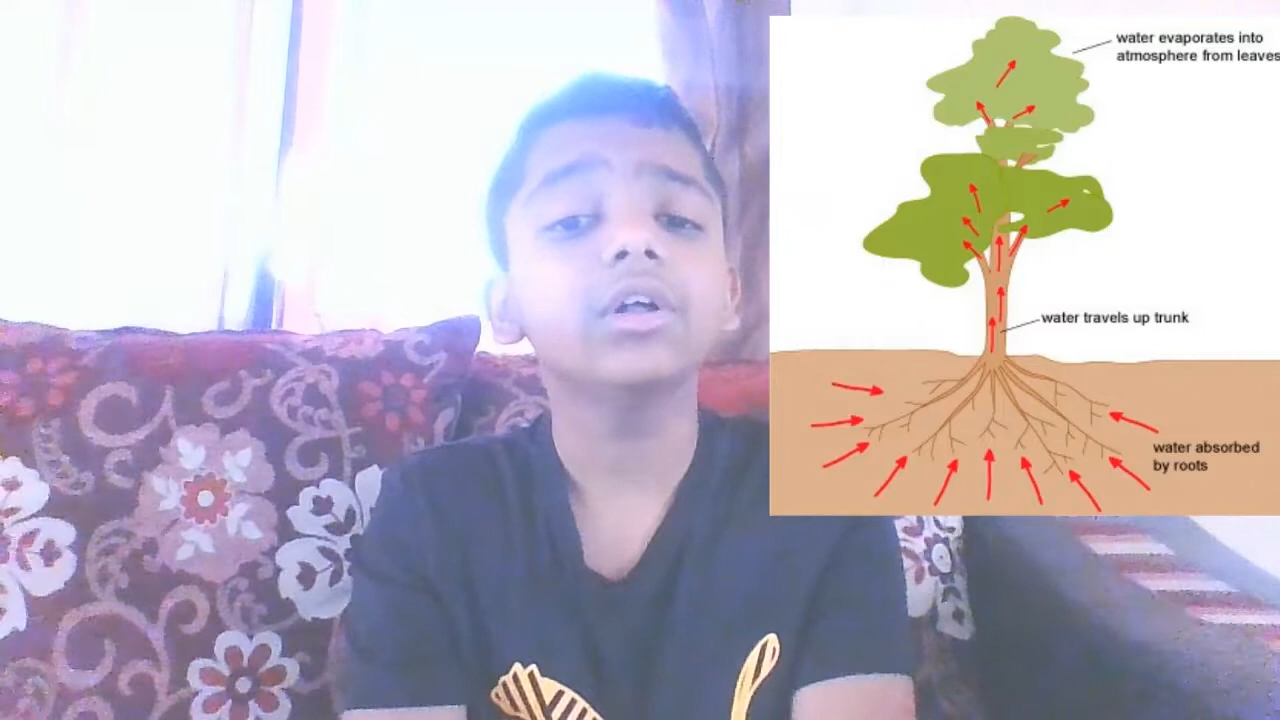 water evaporates into
atmosphere from leaves
water travels up trunk
water absorbed
by roots